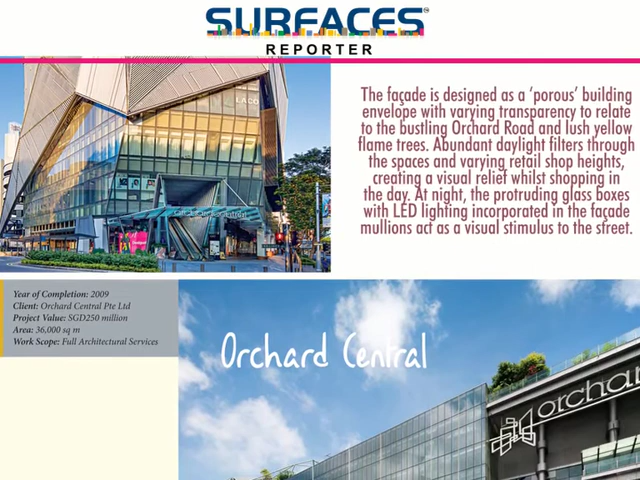 SURFACES
REPORTER
LACO
The façade is designed as a ‘porous’ building
envelope with varying transparency to relate
to the bustling Orchard Road and lush yellow
flame trees. Abundant daylight filters through
the spaces and varying retail shop heights,
creating a visual relief whilst shopping in
the day. At night, the protruding glass boxes
with LED lighting incorporated in the façade
mullions act as a visual stimulus to the street.
Year of Completion: 2009
Client: Orchard Central Pte Ltd
Project Value: SGD250 million
Area: 36,000 sq m
Work Scope: Full Architectural Services
Orchard Central
orchar